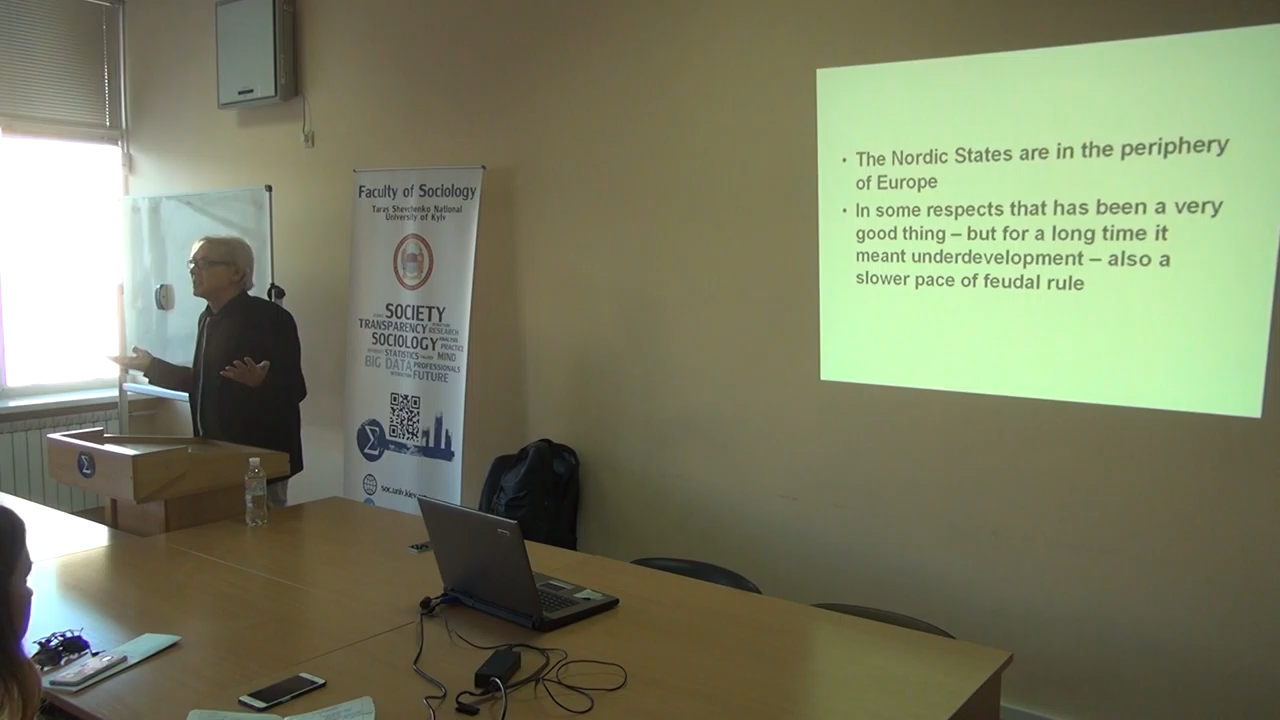 Faculty of Sociology
Taras Shevchenko National
University of Kyiv
SOCIETY
TRANSPARENCY RESEARCH
SOCIOLOGY
PRACTICE
STATISTICS MIND
BIG DATA PROFESSIONALS
FUTURE
Σ
Σ
• The Nordic States are in the periphery
of Europe
• In some respects that has been a very
good thing – but for a long time it
meant underdevelopment – also a
slower pace of feudal rule